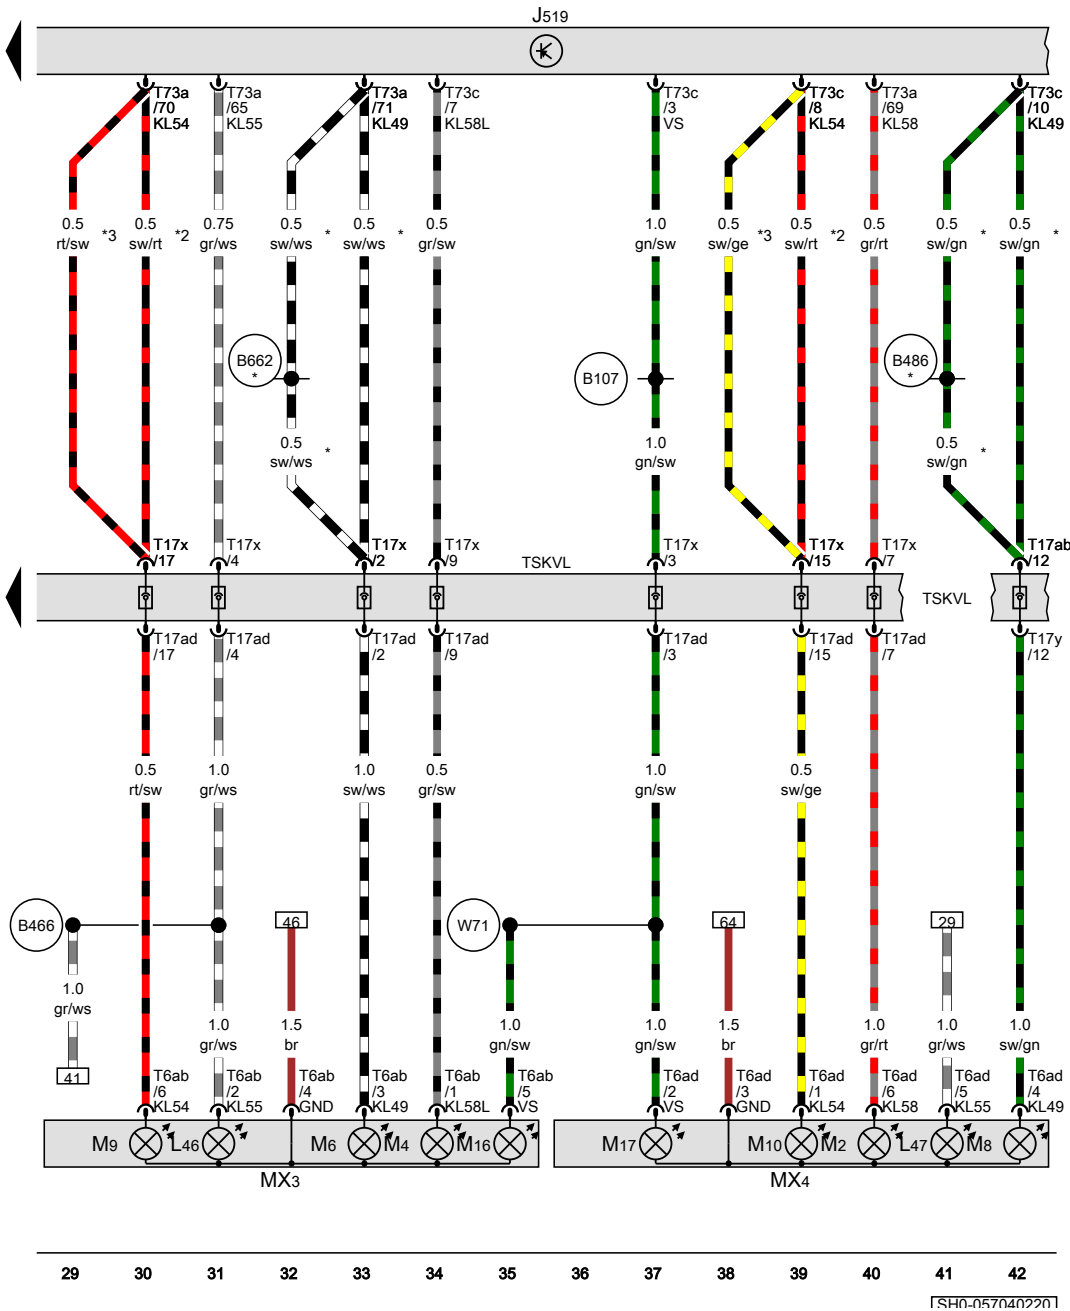 J519
T73a
/70
KL54
T73a
/65
KL55
T73a
/71
KL49
T73c
/7
KL58L
T73c
/3
VS
T73c
/8
KL54
T73a
/69
KL58
T73c
/10
KL49
0.5
rt/sw
*3
0.5
sw/rt
*2
0.75
gr/ws
0.5
sw/ws
*
0.5
sw/ws
*
0.5
gr/sw
1.0
gn/sw
0.5
sw/ge
*3
0.5
sw/rt
*2
0.5
gr/rt
0.5
sw/gn
*
0.5
sw/gn
*
B662
*
B107
B486
*
0.5
sw/ws
*
1.0
gn/sw
0.5
sw/gn
*
T17x
/17
T17x
/4
T17x
/2
T17x
/9
TSKVL
T17x
/3
T17x
/15
T17x
/7
T17ab
/12
TSKVL
T17ad
/17
T17ad
/4
T17ad
/2
T17ad
/9
T17ad
/3
T17ad
/15
T17ad
/7
T17y
/12
0.5
rt/sw
1.0
gr/ws
1.0
sw/ws
0.5
gr/sw
1.0
gn/sw
0.5
sw/ge
B466
46
W71
64
29
1.0
gr/ws
1.0
gr/ws
1.5
br
1.0
gn/sw
1.0
gn/sw
1.5
br
1.0
gr/rt
1.0
gr/ws
1.0
sw/gn
41
T6ab
/6
KL54
T6ab
/2
KL55
T6ab
/4
GND
T6ab
/3
KL49
T6ab
/1
KL58L
T6ab
/5
VS
T6ad
/2
VS
T6ad
/3
GND
T6ad
/1
KL54
T6ad
/6
KL58
T6ad
/5
KL55
T6ad
/4
KL49
M9
L46
M6
M4
M16
M17
M10
M2
L47
M8
MX3
MX4
29 30 31 32 33 34 35 36 37 38 39 40 41 42
SH0-057040220